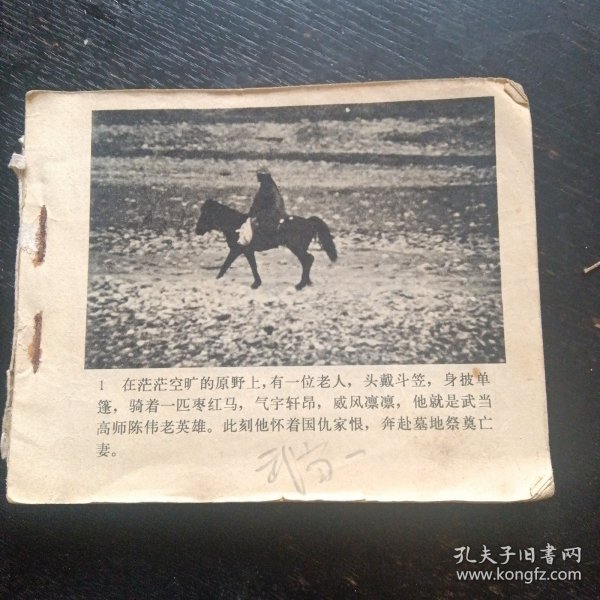 1 在茫茫空旷的原野上，有一位老人，头戴斗笠，身披单
篷，骑着一匹枣红马，气宇轩昂，威风凛凛，他就是武当
高师陈伟老英雄。此刻他怀着国仇家恨，奔赴墓地祭奠亡
妻。
武当一
孔夫子旧书网
www.kongfz.com